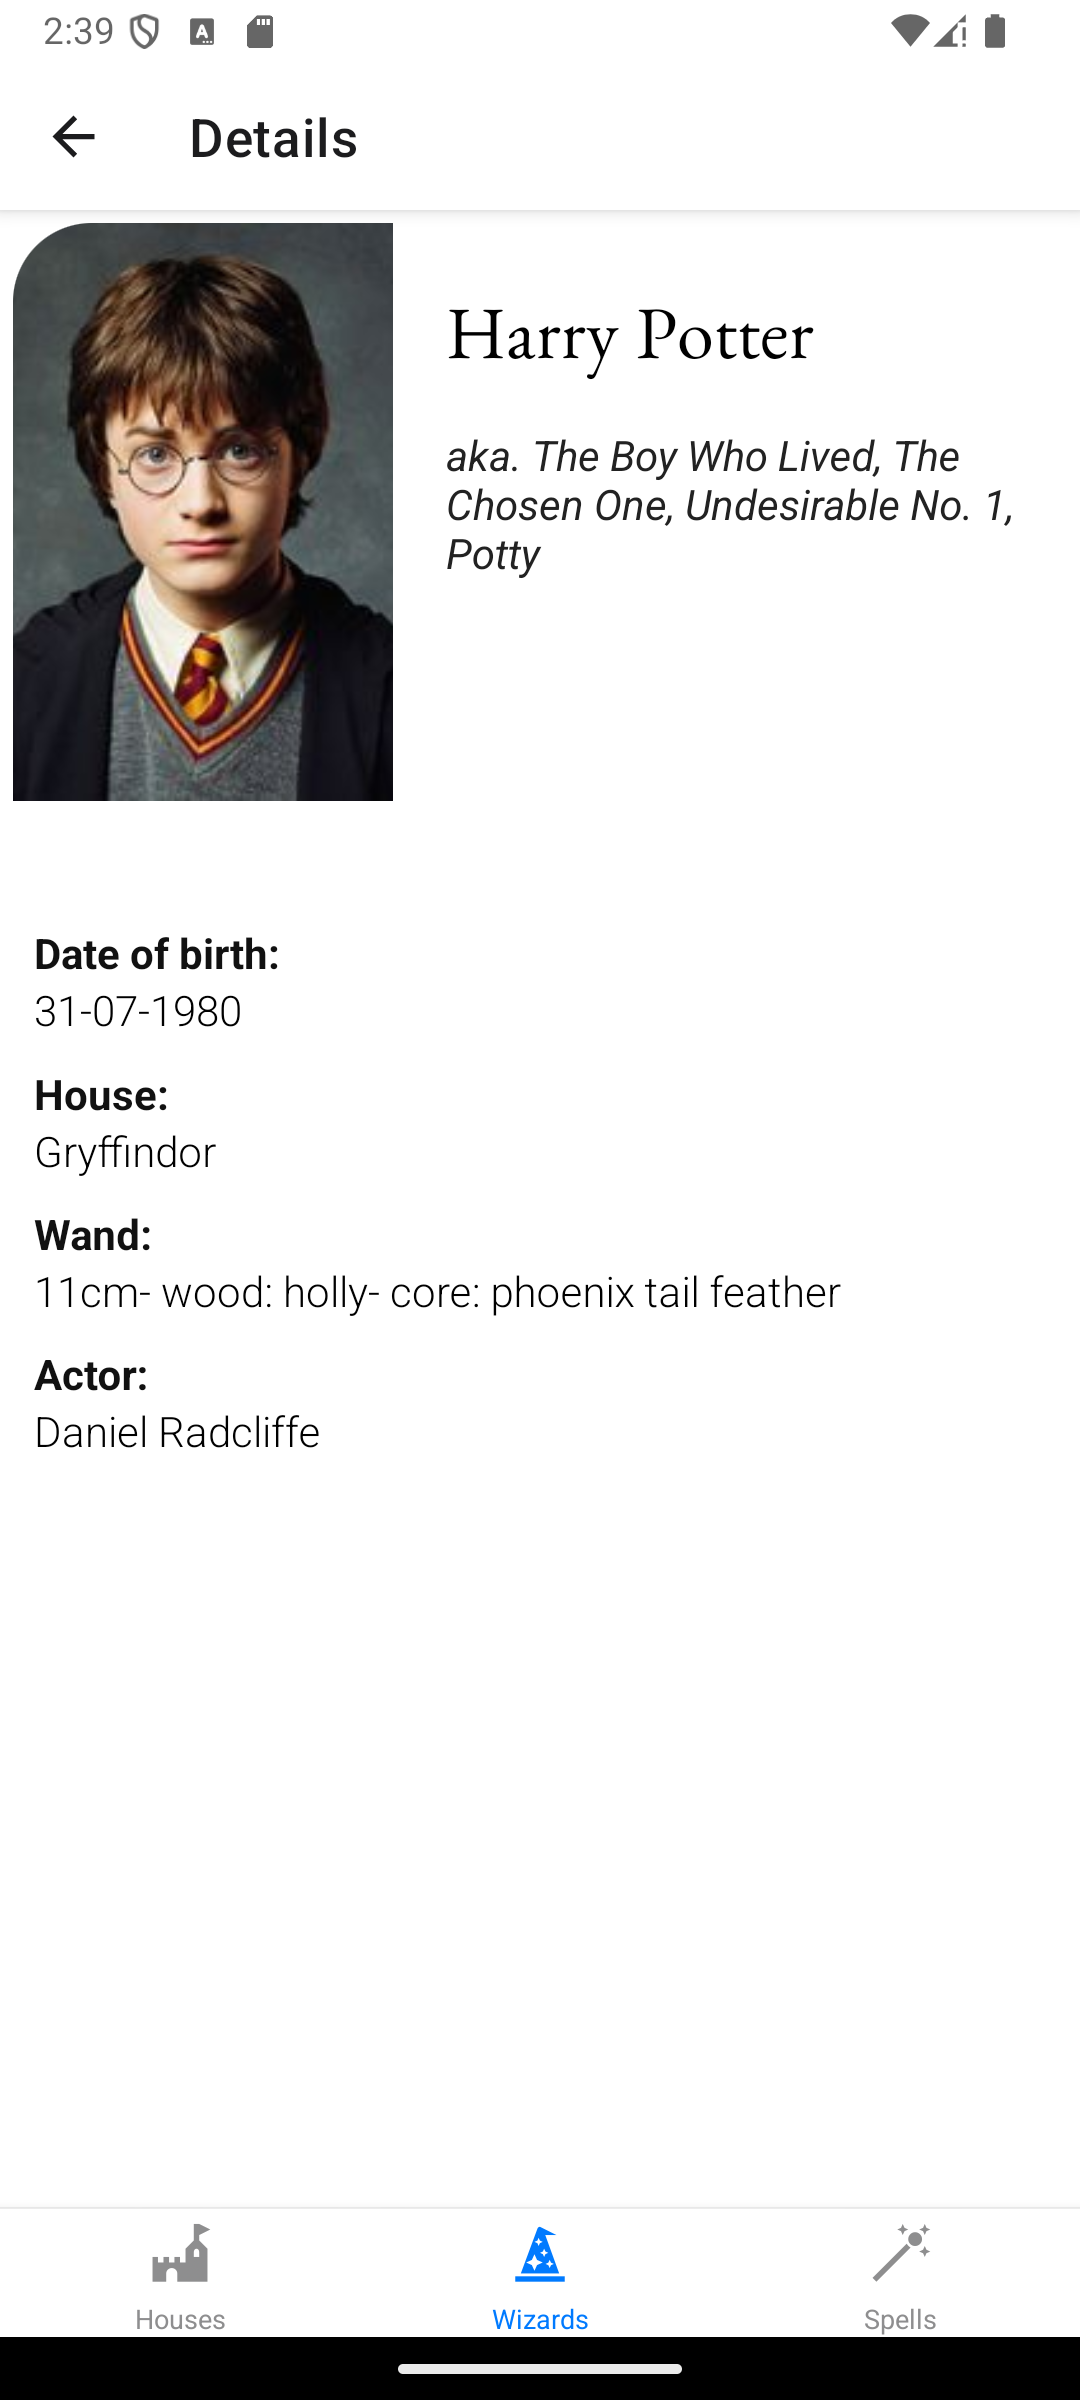 2:39
Details
Harry Potter
aka. The Boy Who Lived, The
Chosen One, Undesirable No. 1,
Potty
Date of birth:
31-07-1980
House:
Gryffindor
Wand:
11cm- wood: holly- core: phoenix tail feather
Actor:
Daniel Radcliffe
Houses
Wizards
Spells